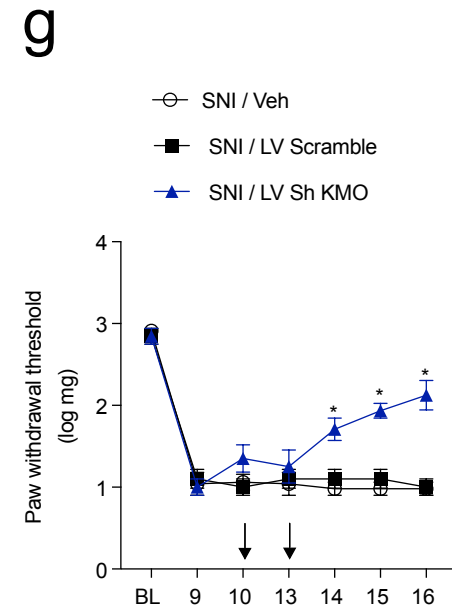 g
SNI / Veh
SNI / LV Scramble
SNI / LV Sh KMO
Paw withdrawal threshold
(log mg)
4
3
2
1
0
*
*
*
BL 9 10 13 14 15 16